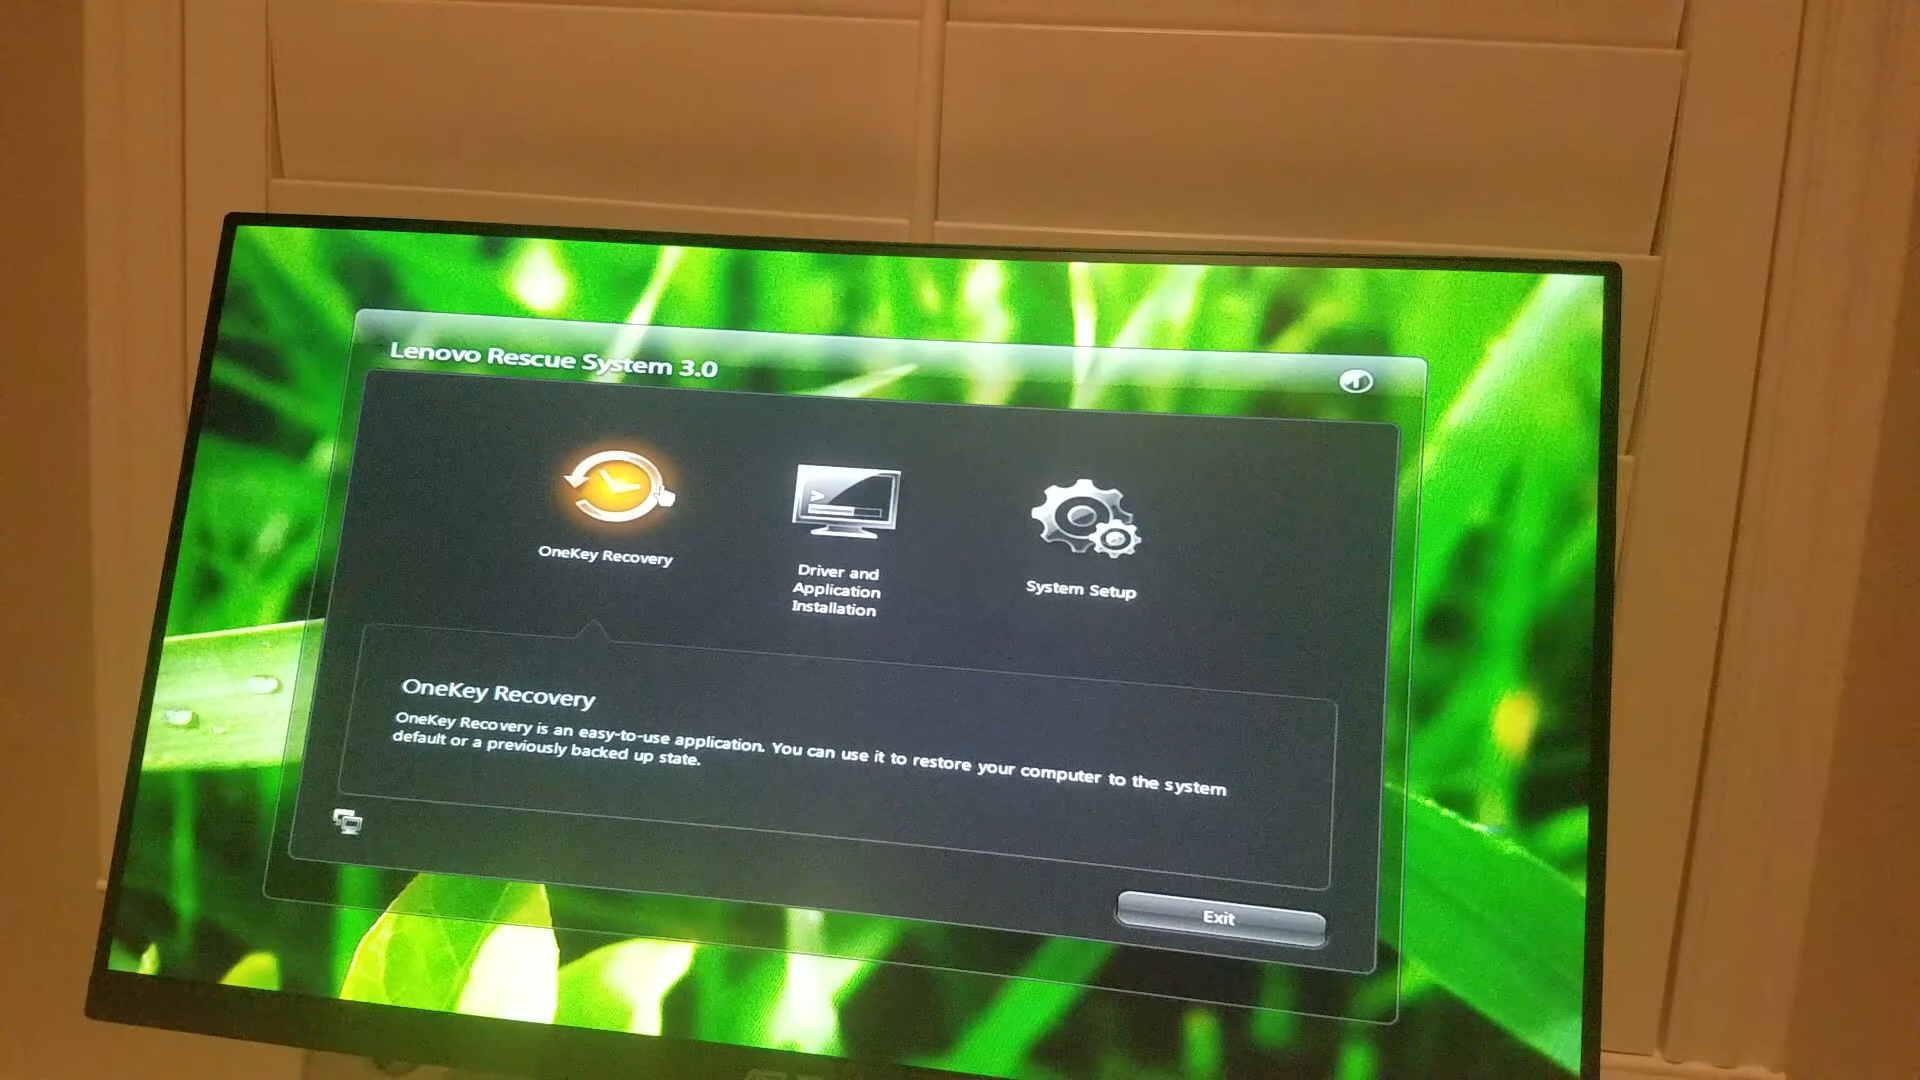 Lenovo Rescue System 3.0
OneKey Recovery
Driver and
Application
Installation
System Setup
OneKey Recovery
OneKey Recovery is an easy-to-use application. You can use it to restore your computer to the system
default or a previously backed up state.
Exit